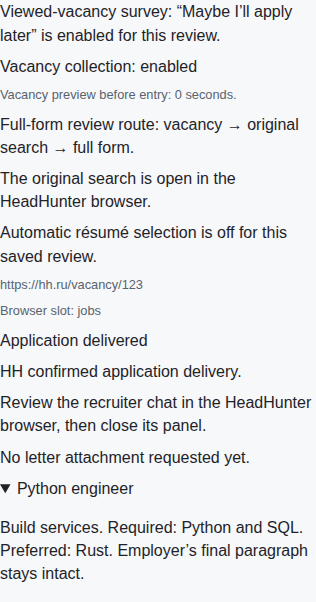 Viewed-vacancy survey: “Maybe I’ll apply
later” is enabled for this review.
Vacancy collection: enabled
Vacancy preview before entry: 0 seconds.
Full-form review route: vacancy → original
search → full form.
The original search is open in the
HeadHunter browser.
Automatic résumé selection is off for this
saved review.
https://hh.ru/vacancy/123
Browser slot: jobs
Application delivered
HH confirmed application delivery.
Review the recruiter chat in the HeadHunter
browser, then close its panel.
No letter attachment requested yet.
▼ Python engineer
Build services. Required: Python and SQL.
Preferred: Rust. Employer’s final paragraph
stays intact.